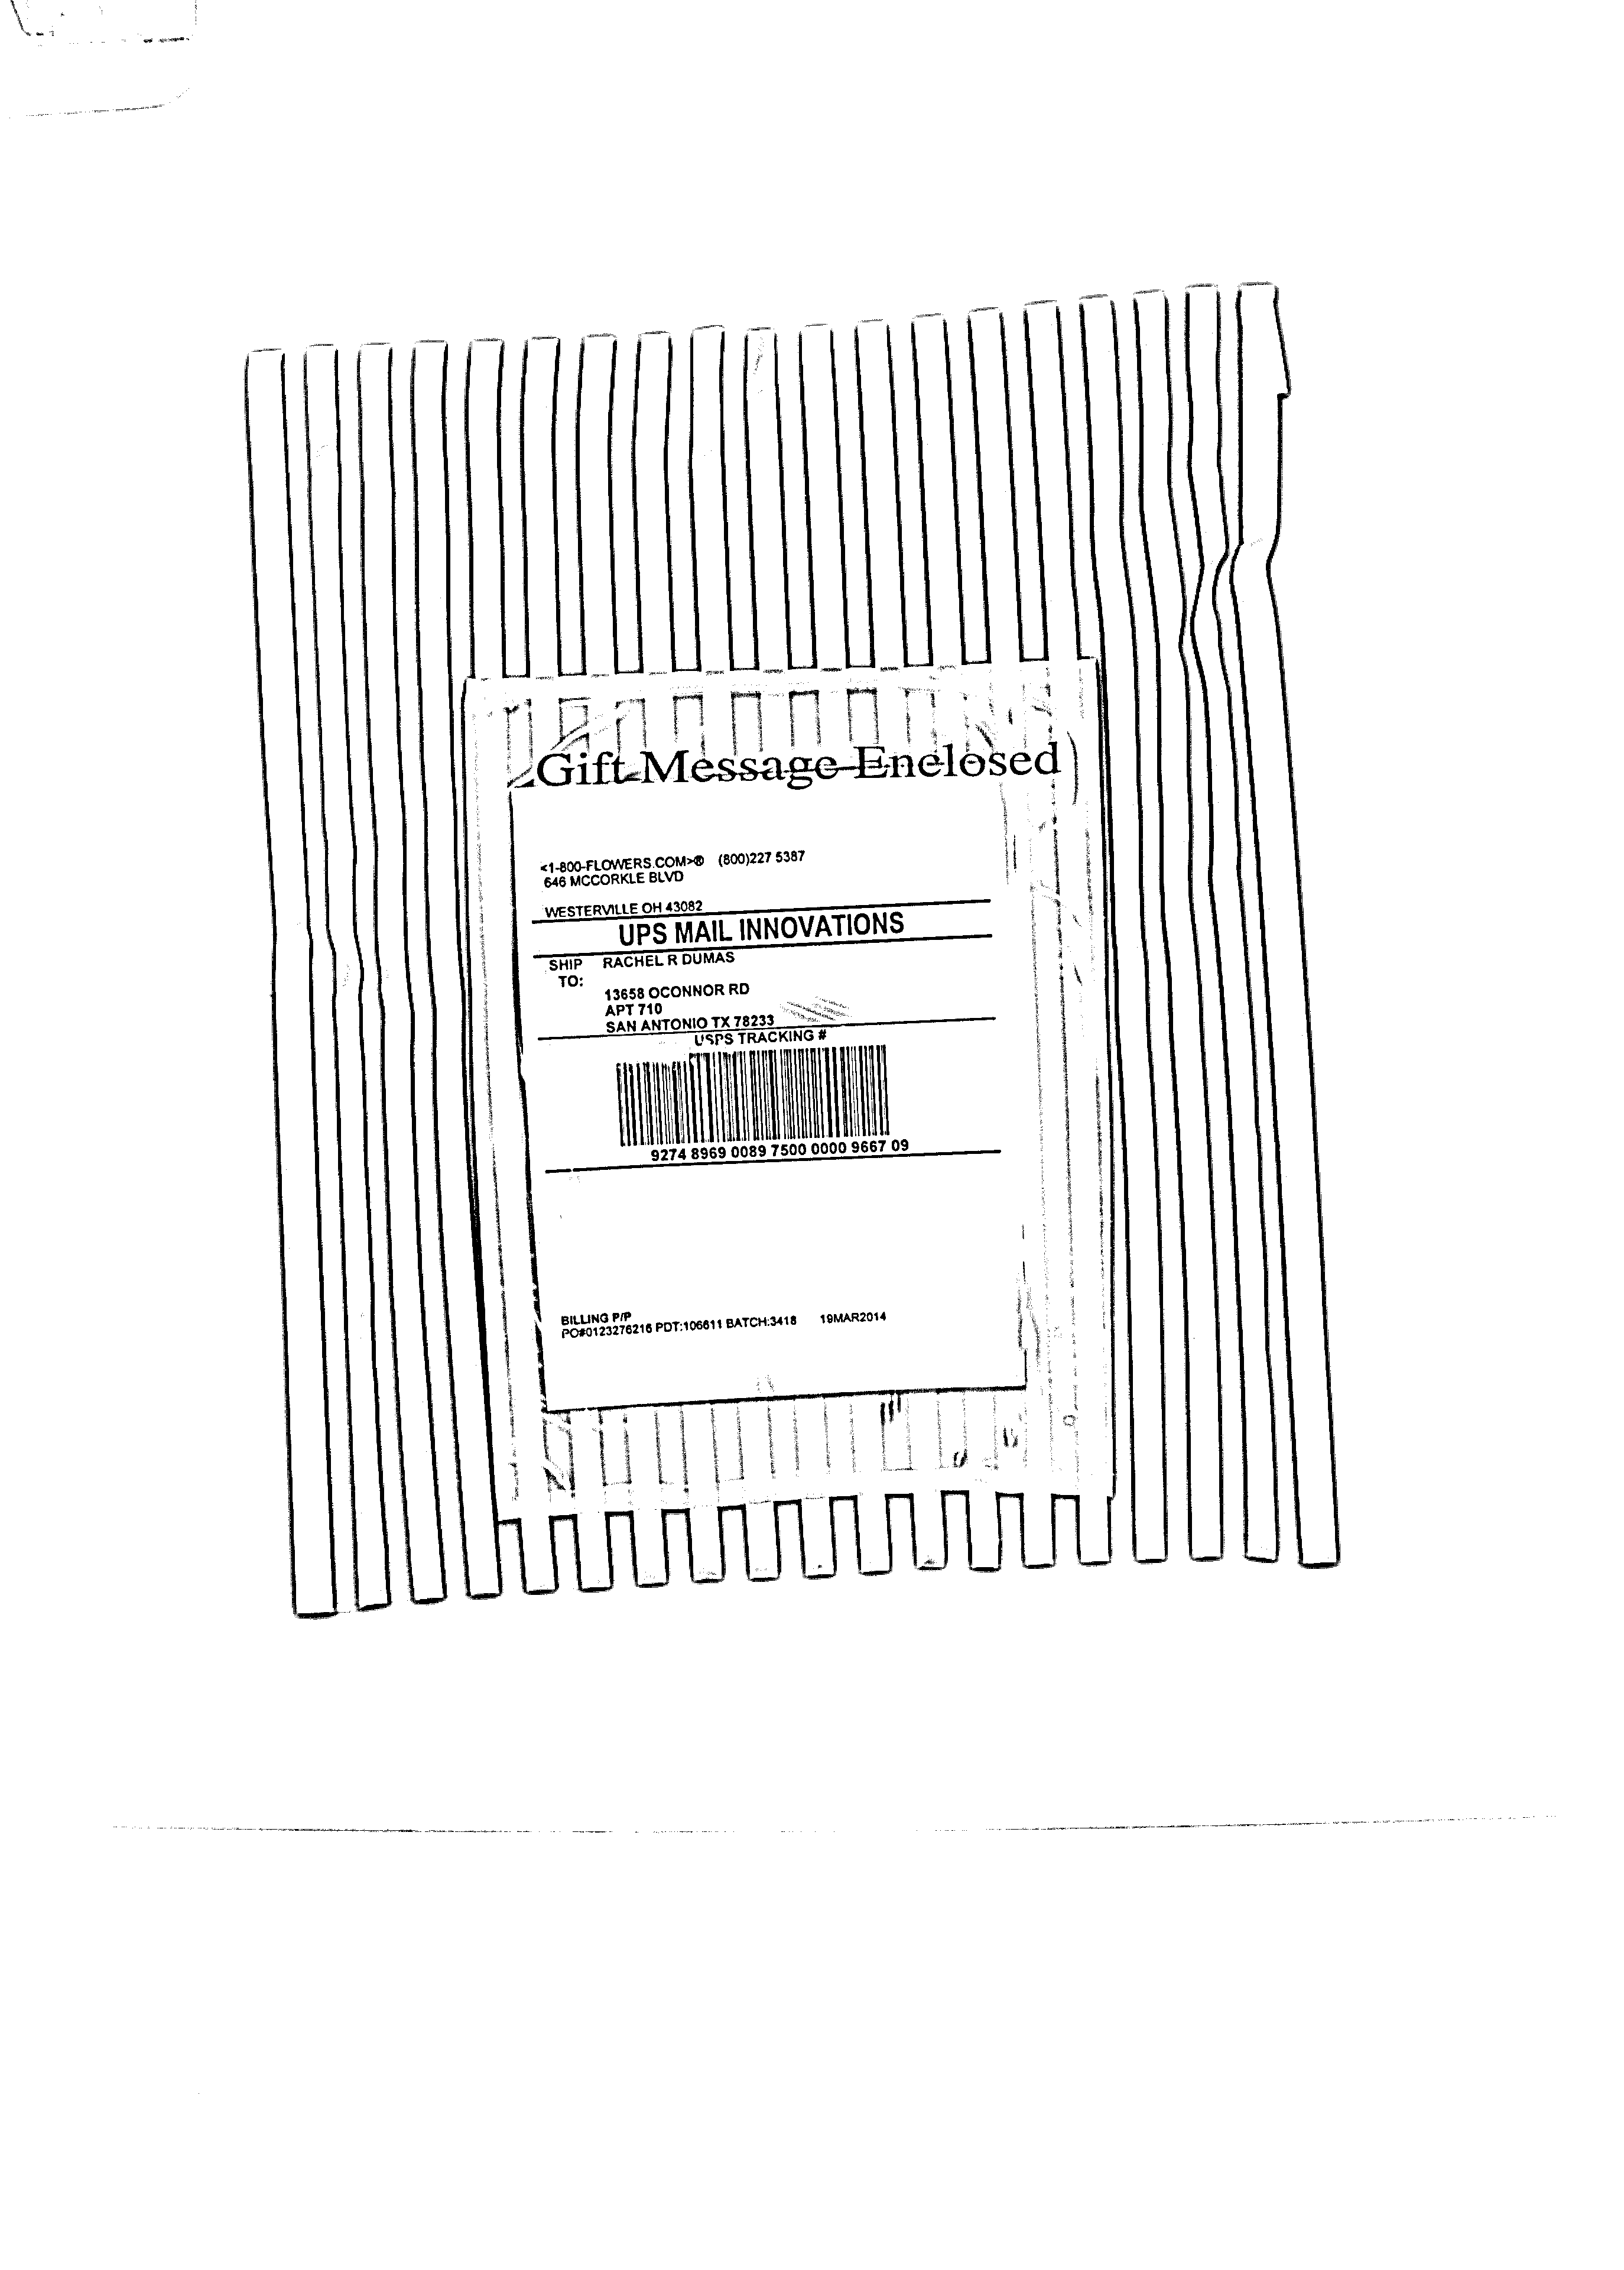 Gift Message Enclosed
<1-800-FLOWERS.COM>® (800)227 5387
646 MCCORKLE BLVD
WESTERVILLE OH 43082
UPS MAIL INNOVATIONS
SHIP TO: RACHEL R DUMAS
13658 OCONNOR RD
APT 710
SAN ANTONIO TX 78233
USPS TRACKING #
9274 8969 0089 7500 0000 9667 09
BILLING P/P
PO#0123276216 PDT:106611 BATCH:3418 19MAR2014